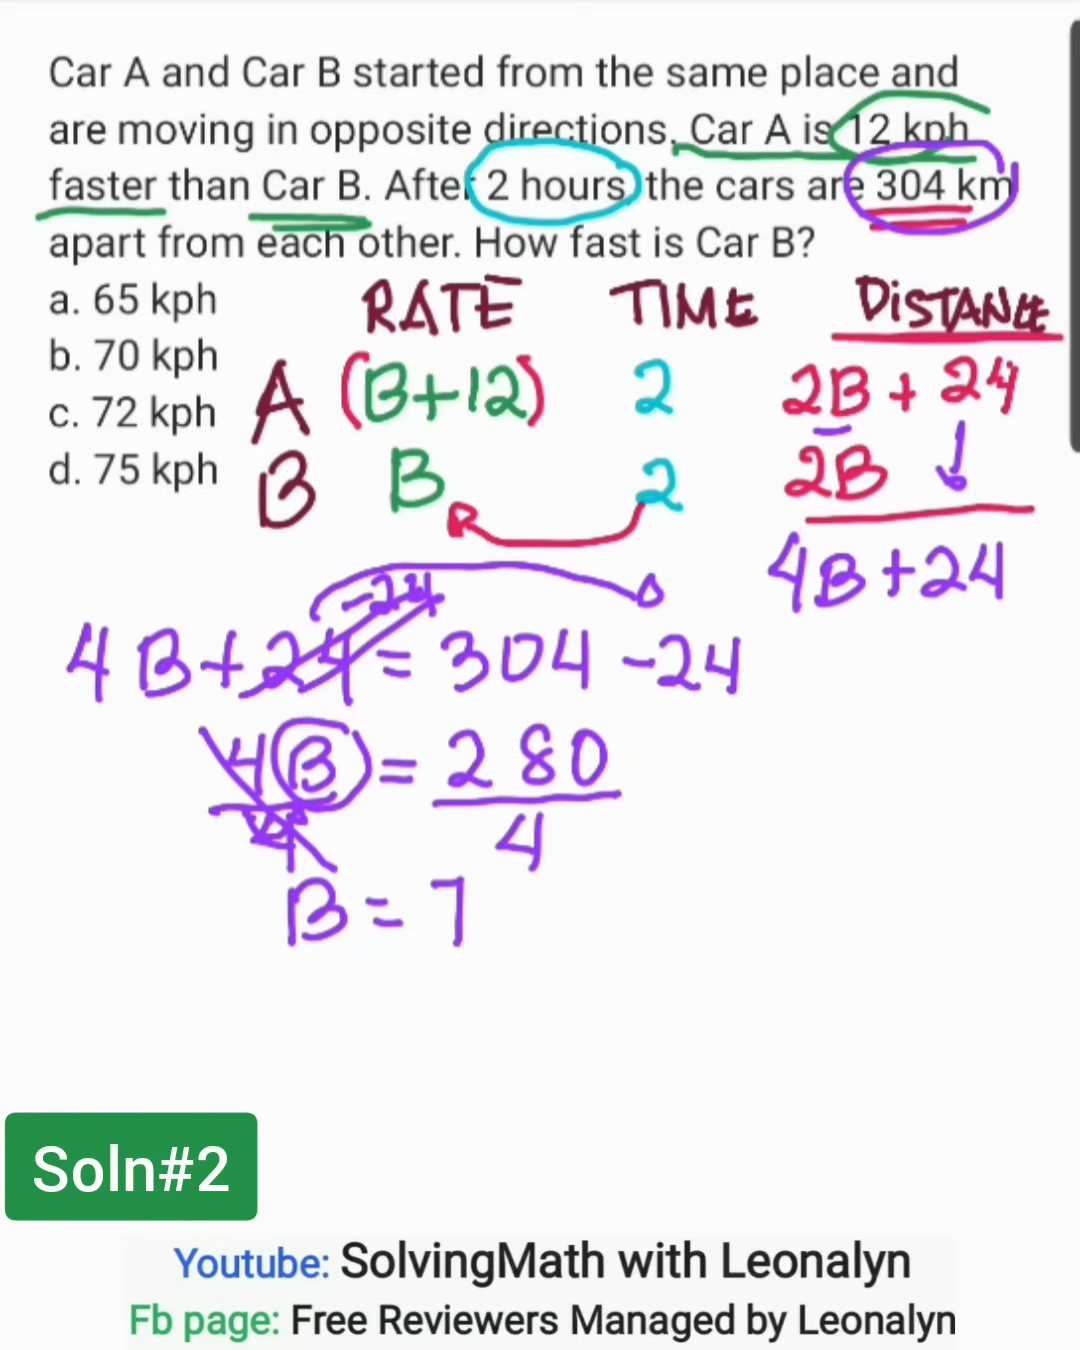 Car A and Car B started from the same place and
are moving in opposite directions. Car A is 12 kph
faster than Car B. After 2 hours, the cars are 304 km
apart from each other. How fast is Car B?
a. 65 kph
b. 70 kph
c. 72 kph
d. 75 kph
RATE TIME DiSTANCE
A (B+12) 2 2B + 24
B B 2 2B
4B+24
-24
4B+24 = 304 -24
4B = 280
4 4
B = 7
Soln#2
Youtube: SolvingMath with Leonalyn
Fb page: Free Reviewers Managed by Leonalyn